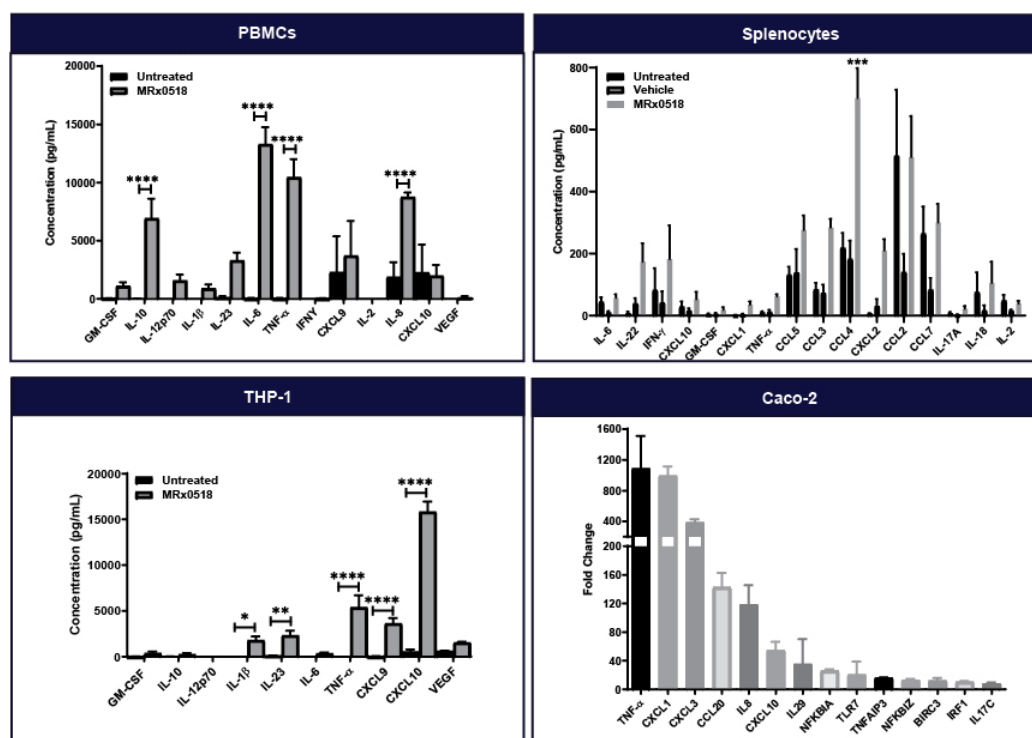 PBMCs
Untreated
MRx0518
Concentration (pg/mL)
20000
15000
10000
5000
0
****
****
****
****
GM-CSF
IL-10
IL-12p70
IL-1β
IL-23
IL-6
TNF-α
IFNY
CXCL9
IL-2
IL-8
CXCL10
VEGF
Splenocytes
Untreated
Vehicle
MRx0518
Concentration (pg/mL)
800
600
400
200
0
***
IL-6
IL-22
IFN-γ
CXCL10
GM-CSF
CXCL1
TNF-α
CCL5
CCL3
CCL4
CXCL2
CCL2
CCL7
IL-17A
IL-18
IL-2
THP-1
Untreated
MRx0518
Concentration (pg/mL)
20000
15000
10000
5000
0
*
**
****
****
****
GM-CSF
IL-10
IL-12p70
IL-1β
IL-23
IL-6
TNF-α
CXCL9
CXCL10
VEGF
Caco-2
Fold Change
1600
1200
800
400
200
160
120
80
40
0
TNF-α
CXCL1
CXCL3
CCL20
IL8
CXCL10
IL29
NFKBIA
TLR7
TNFAIP3
NFKBIZ
BIRC3
IRF1
IL17C